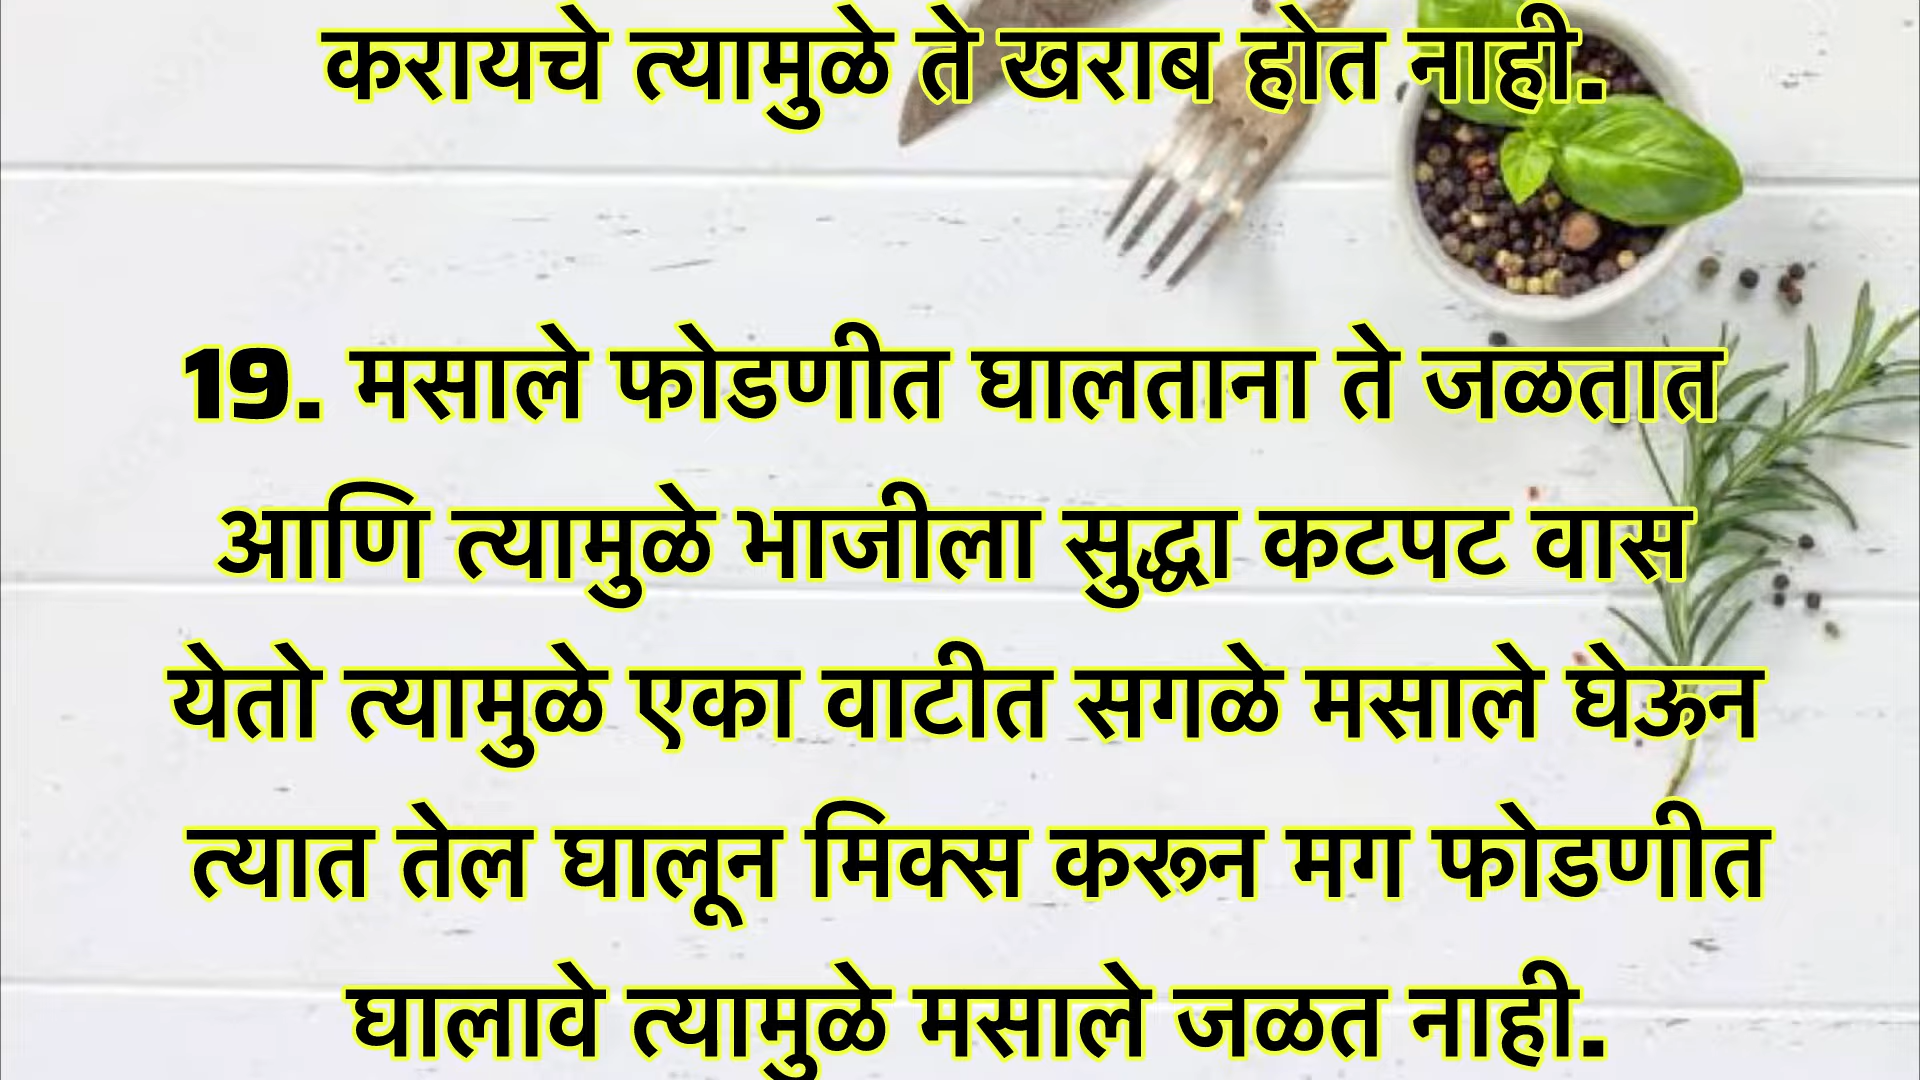 करायचे त्यामुळे ते खराब होत नाही.
19. मसाले फोडणीत घालताना ते जळतात
आणि त्यामुळे भाजीला सुद्धा कटपट वास
येतो त्यामुळे एका वाटीत सगळे मसाले घेऊन
त्यात तेल घालून मिक्स करून मग फोडणीत
घालावे त्यामुळे मसाले जळत नाही.